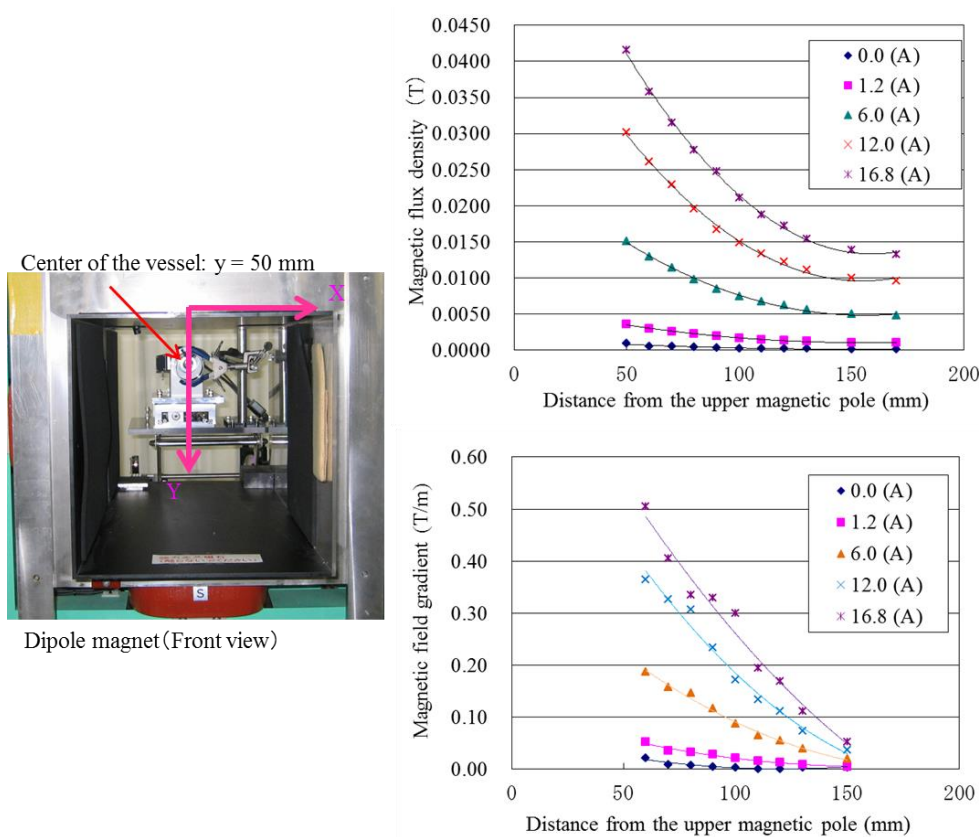 Center of the vessel: y = 50 mm
X
Y
S
Dipole magnet(Front view)
0.0450
0.0400
0.0350
0.0300
0.0250
0.0200
0.0150
0.0100
0.0050
0.0000
Magnetic flux density (T)
0.0 (A)
1.2 (A)
6.0 (A)
12.0 (A)
16.8 (A)
0
50
100
150
200
Distance from the upper magnetic pole (mm)
0.60
0.50
0.40
0.30
0.20
0.10
0.00
Magnetic field gradient (T/m)
0.0 (A)
1.2 (A)
6.0 (A)
12.0 (A)
16.8 (A)
0
50
100
150
200
Distance from the upper magnetic pole (mm)